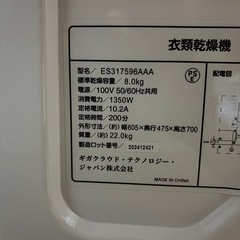 衣類乾燥機
型名：ES317596AAA
標準乾燥容量：8.0kg
電源：100V 50/60Hz共用
消費電力：1350W
定格電流：10.2A
定格時間：200分
外形寸法：(約)幅605×奥行475×高さ700
質量：(約)22.0kg
製造ロット番号：202412421
ギガクラウド・テクノロジー・
ジャパン株式会社
MADE IN CHINA
PS
E
配電図